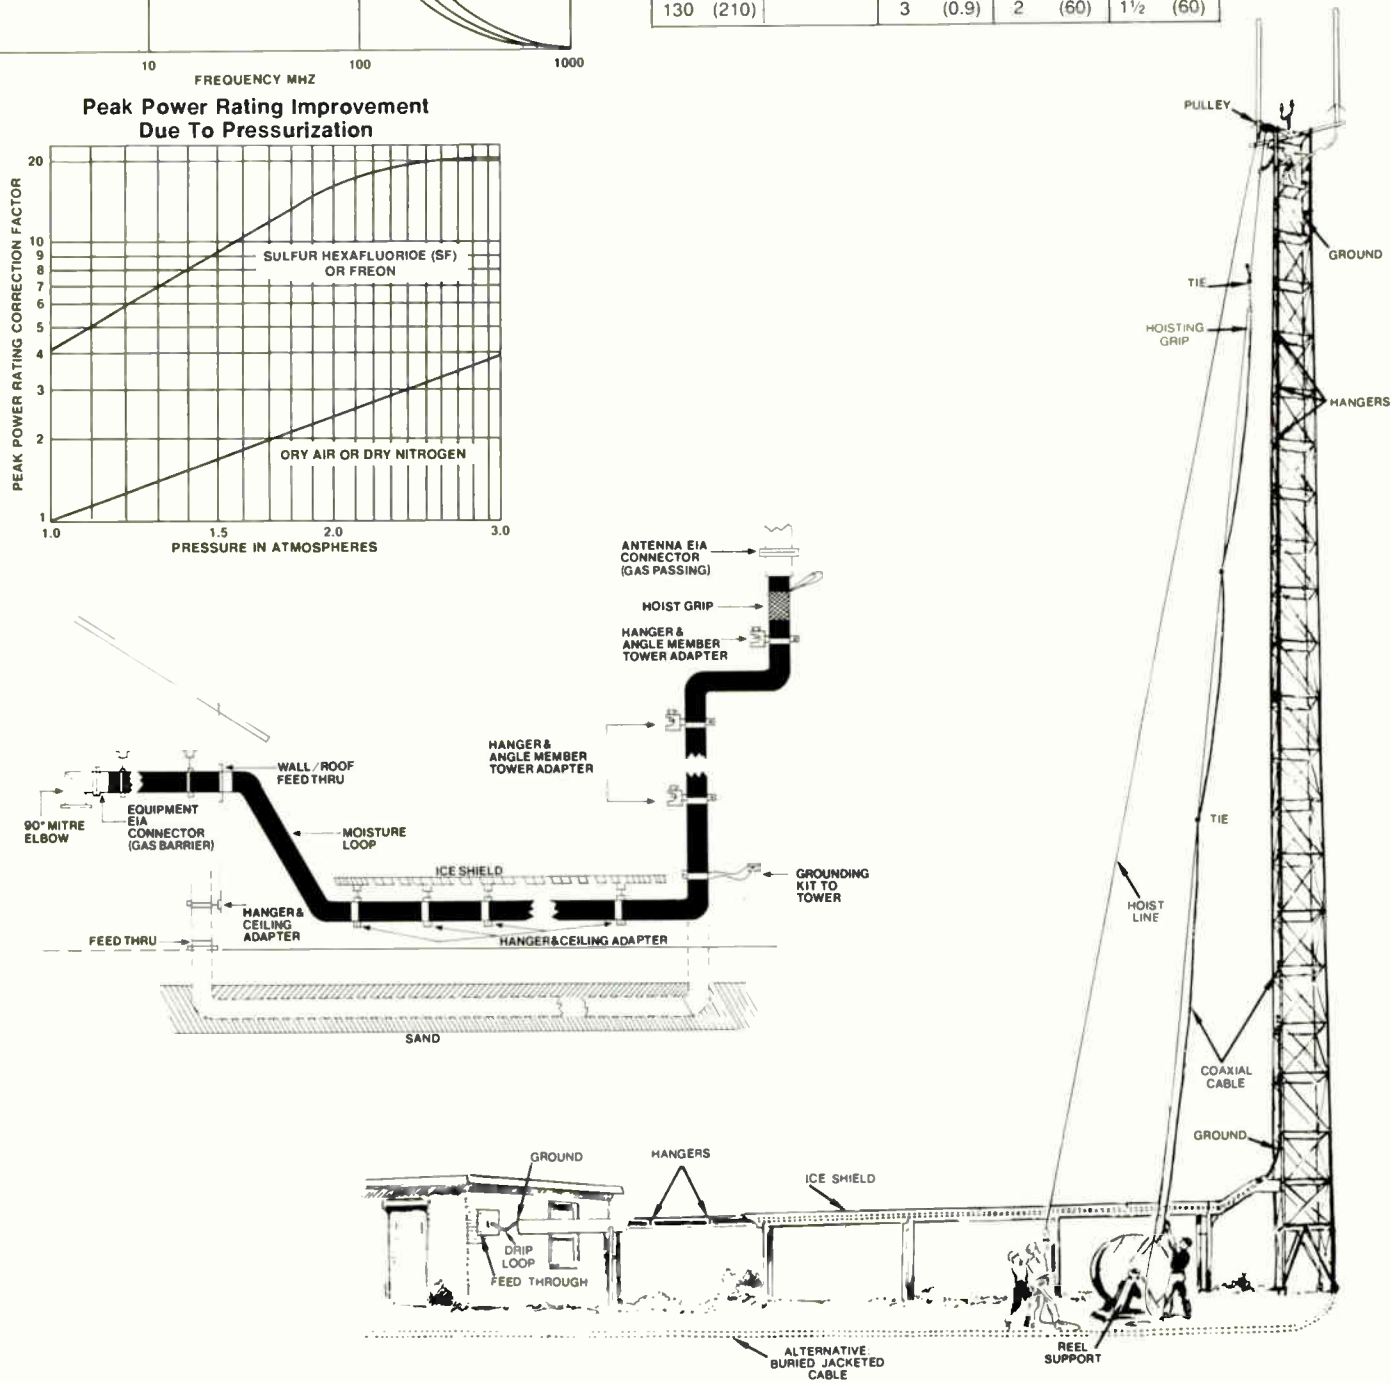 130 (210) 3 (0.9) 2 (60) 1½ (60)
10 100 1000
FREQUENCY MHZ
Peak Power Rating Improvement
Due To Pressurization
PEAK POWER RATING CORRECTION FACTOR
20
10
9
8
7
6
5
4
3
2
1
SULFUR HEXAFLUORIOE (SF)
OR FREON
ORY AIR OR DRY NITROGEN
1.0 1.5 2.0 3.0
PRESSURE IN ATMOSPHERES
ANTENNA EIA
CONNECTOR
(GAS PASSING)
HOIST GRIP
HANGER &
ANGLE MEMBER
TOWER ADAPTER
HANGER &
ANGLE MEMBER
TOWER ADAPTER
WALL/ROOF
FEED THRU
90° MITRE
ELBOW
EQUIPMENT
EIA
CONNECTOR
(GAS BARRIER)
MOISTURE
LOOP
ICE SHIELD
GROUNDING
KIT TO
TOWER
HANGER &
CEILING
ADAPTER
FEED THRU
HANGER & CEILING ADAPTER
SAND
PULLEY
GROUND
TIE
HOISTING
GRIP
HANGERS
TIE
HOIST
LINE
COAXIAL
CABLE
GROUND
GROUND
HANGERS
ICE SHIELD
DRIP
LOOP
FEED THROUGH
ALTERNATIVE:
BURIED JACKETED
CABLE
REEL
SUPPORT